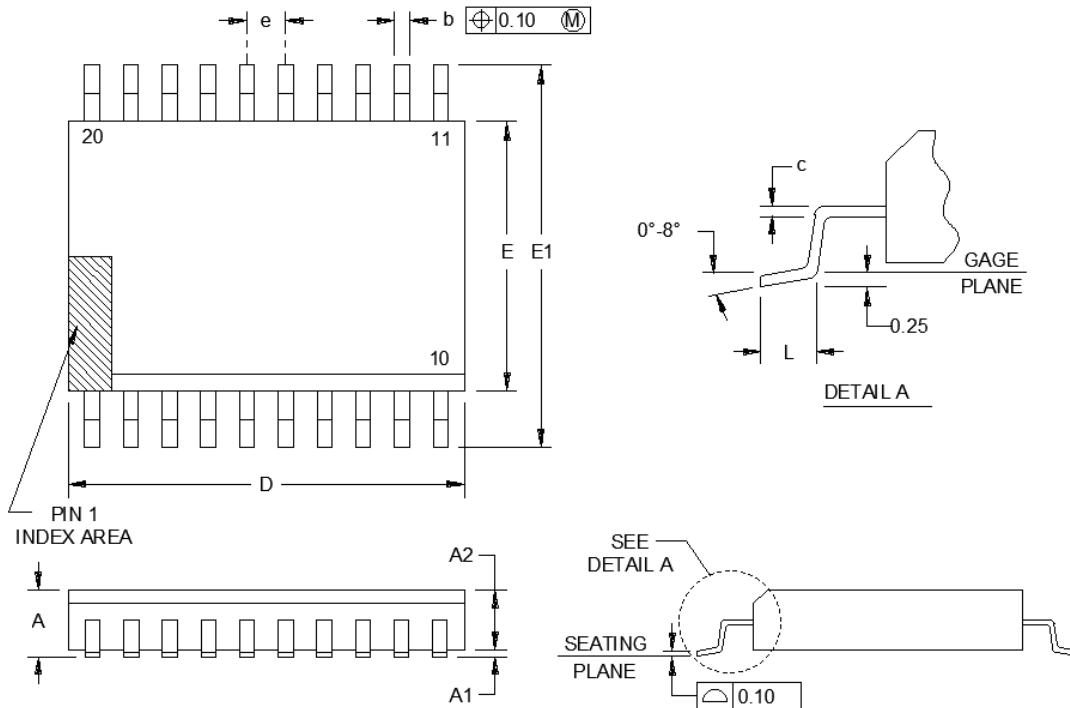 e
b
⌖ 0.10 Ⓜ
20
11
c
0°-8°
E
E1
GAGE
PLANE
0.25
10
L
DETAIL A
D
PIN 1
INDEX AREA
SEE
DETAIL A
A2
A
SEATING
PLANE
A1
⌓ 0.10